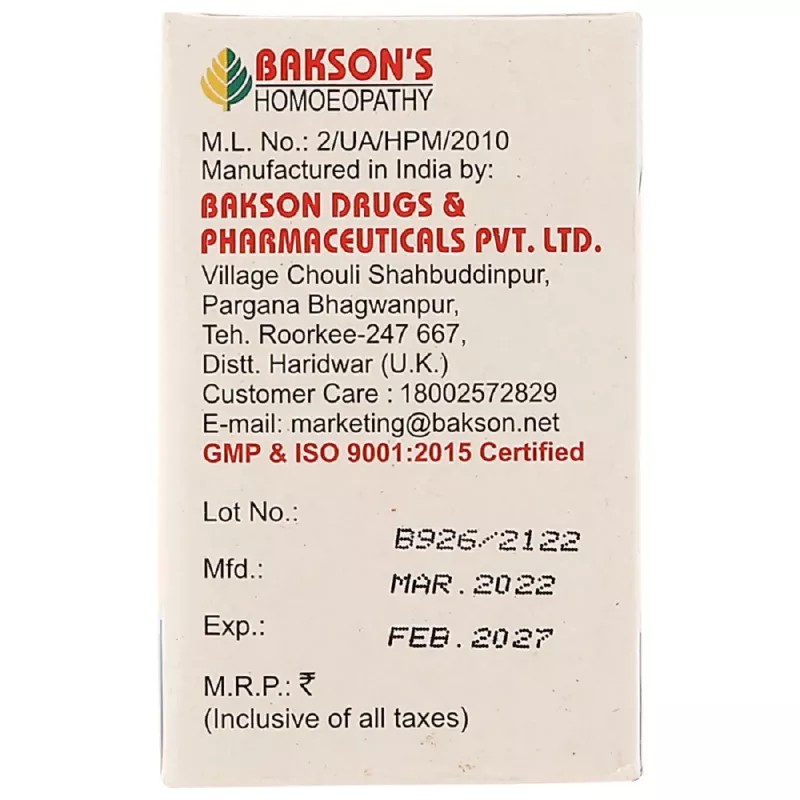 BAKSON'S
HOMOEOPATHY
M.L. No.: 2/UA/HPM/2010
Manufactured in India by:
BAKSON DRUGS &
PHARMACEUTICALS PVT. LTD.
Village Chouli Shahbuddinpur,
Pargana Bhagwanpur,
Teh. Roorkee-247 667,
Distt. Haridwar (U.K.)
Customer Care : 18002572829
E-mail: marketing@bakson.net
GMP & ISO 9001:2015 Certified
Lot No.: B926/2122
Mfd.: MAR. 2022
Exp.: FEB. 2027
M.R.P.: ₹
(Inclusive of all taxes)